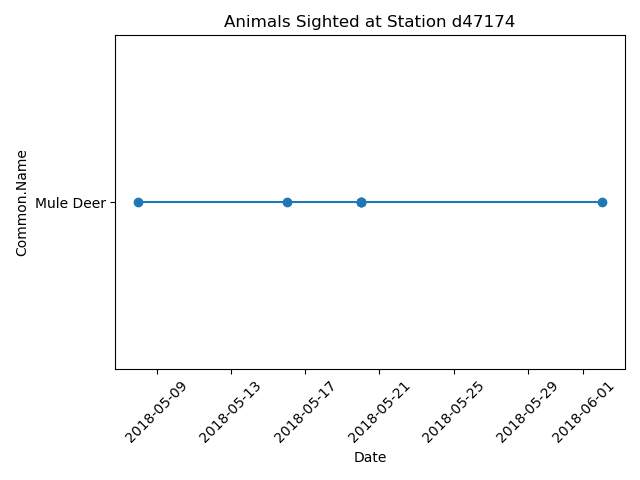 Animals Sighted at Station d47174
Common.Name
Mule Deer
2018-05-09
2018-05-13
2018-05-17
2018-05-21
2018-05-25
2018-05-29
2018-06-01
Date